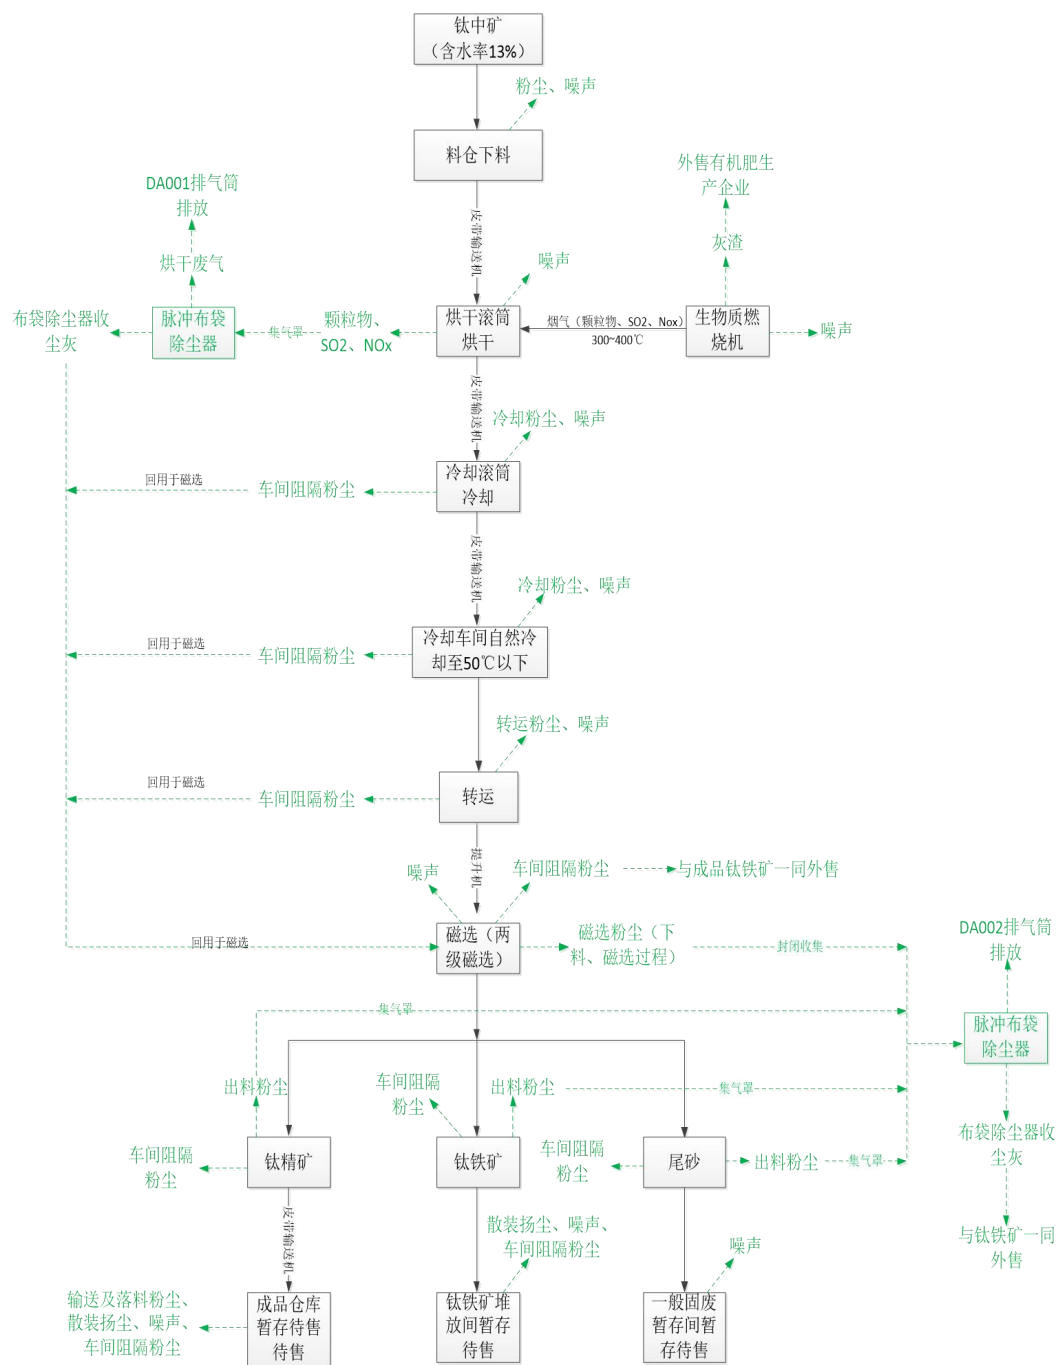 钛中矿
（含水率13%）
粉尘、噪声
料仓下料
外售有机肥生
产企业
DA001排气筒
排放
皮带输送机
灰渣
烘干废气
噪声
布袋除尘器收
尘灰
脉冲布袋
除尘器
集气罩
颗粒物、
SO2、NOx
烘干滚筒
烘干
烟气（颗粒物、SO2、Nox）
300~400℃
生物质燃
烧机
噪声
皮带输送机
冷却粉尘、噪声
冷却滚筒
冷却
回用于磁选
车间阻隔粉尘
皮带输送机
冷却粉尘、噪声
冷却车间自然冷
却至50℃以下
回用于磁选
车间阻隔粉尘
转运粉尘、噪声
转运
回用于磁选
车间阻隔粉尘
提升机
噪声
车间阻隔粉尘
与成品钛铁矿一同外售
回用于磁选
磁选（两
级磁选）
磁选粉尘（下
料、磁选过程）
封闭收集
DA002排气筒
排放
集气罩
脉冲布袋
除尘器
出料粉尘
车间阻隔
粉尘
出料粉尘
集气罩
车间阻隔
粉尘
钛精矿
钛铁矿
车间阻隔
粉尘
尾砂
出料粉尘
集气罩
布袋除尘器收
尘灰
皮带输送机
散装扬尘、噪声、
车间阻隔粉尘
噪声
与钛铁矿一同
外售
输送及落料粉尘、
散装扬尘、噪声、
车间阻隔粉尘
成品仓库
暂存待售
待售
钛铁矿堆
放间暂存
待售
一般固废
暂存间暂
存待售